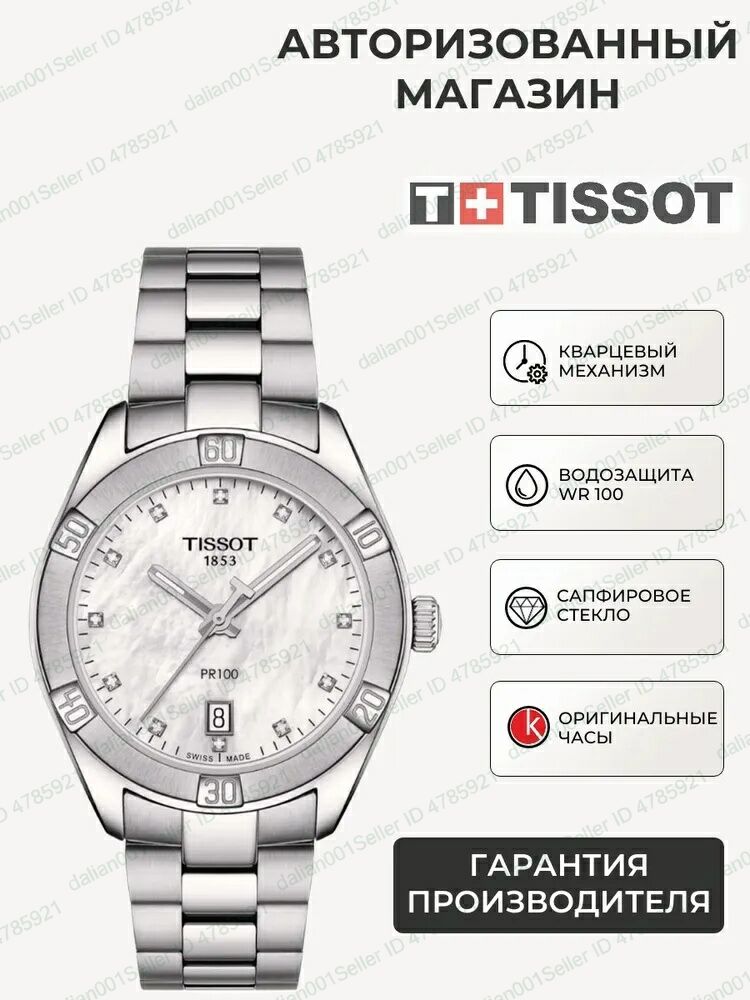 АВТОРИЗОВАННЫЙ
МАГАЗИН
T+TISSOT
КВАРЦЕВЫЙ
МЕХАНИЗМ
ВОДОЗАЩИТА
WR 100
САПФИРОВОЕ
СТЕКЛО
ОРИГИНАЛЬНЫЕ
ЧАСЫ
ГАРАНТИЯ
ПРОИЗВОДИТЕЛЯ
60
10
20
30
40
50
TISSOT
1853
PR100
8
SWISS MADE
dalian001Seller ID 4785921